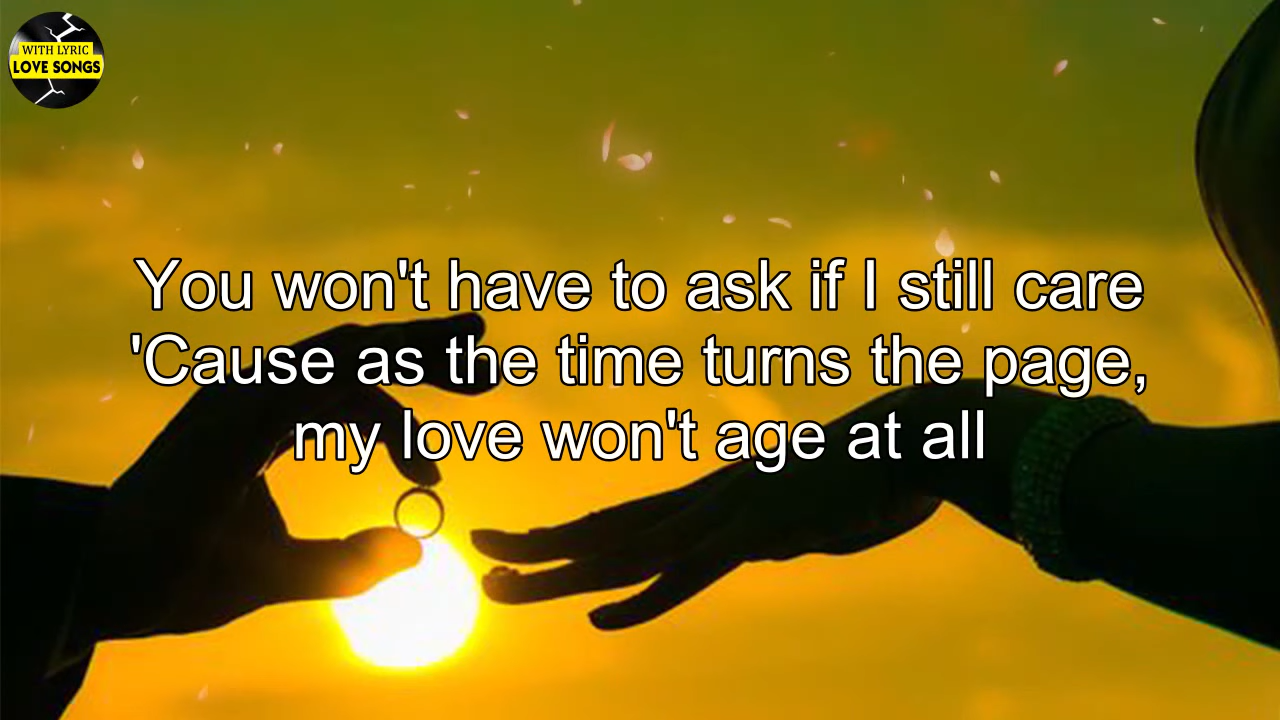 WITH LYRIC
LOVE SONGS
You won't have to ask if I still care
'Cause as the time turns the page,
my love won't age at all